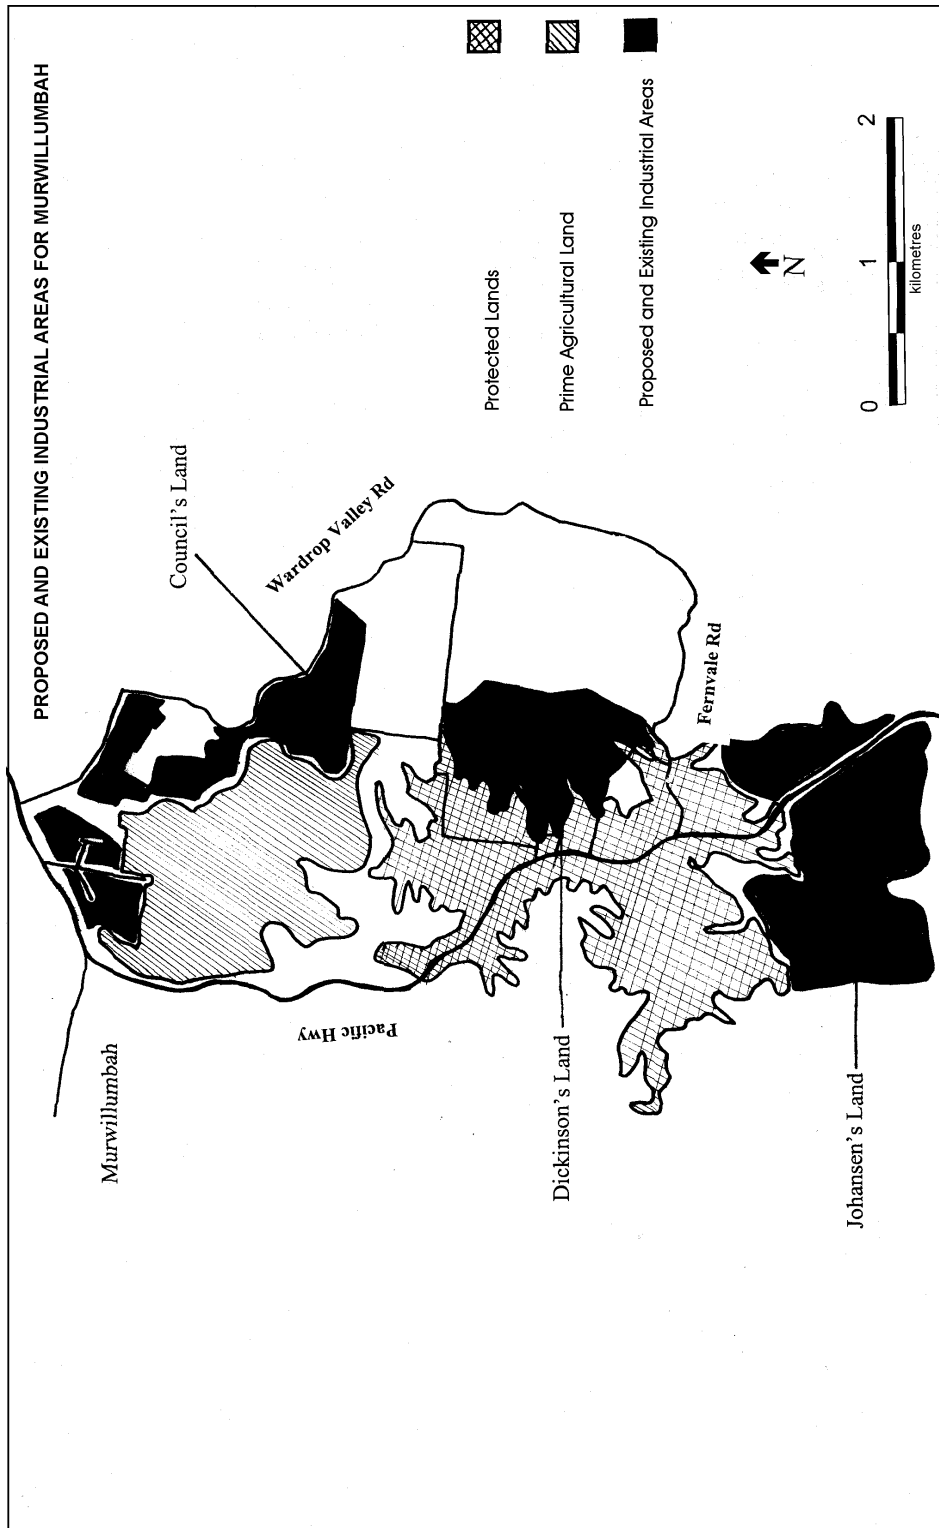 PROPOSED AND EXISTING INDUSTRIAL AREAS FOR MURWILLUMBAH
Murwillumbah
Council's Land
Wardrop Valley Rd
Pacific Hwy
Dickinson's Land
Fernvale Rd
Johansen's Land
Protected Lands
Prime Agricultural Land
Proposed and Existing Industrial Areas
N
0 1 2
kilometres